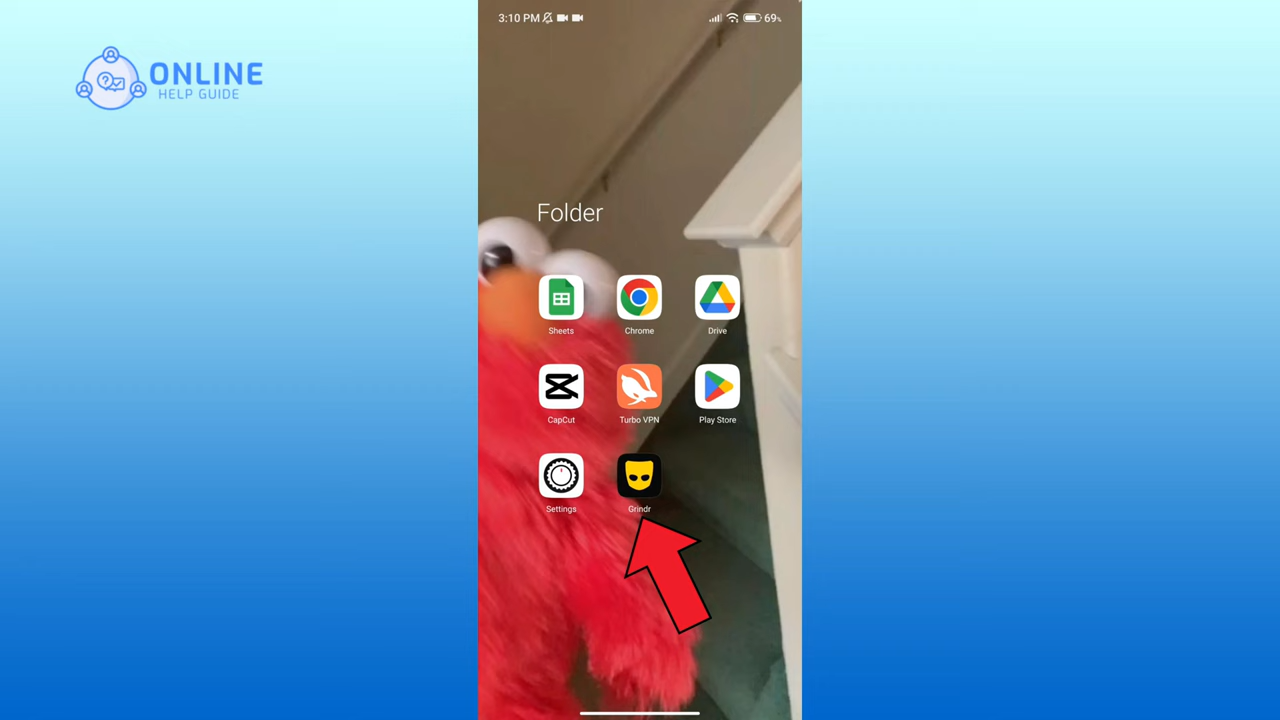 3:10 PM
69%
ONLINE
HELP GUIDE
Folder
Sheets
Chrome
Drive
CapCut
Turbo VPN
Play Store
Settings
Grindr